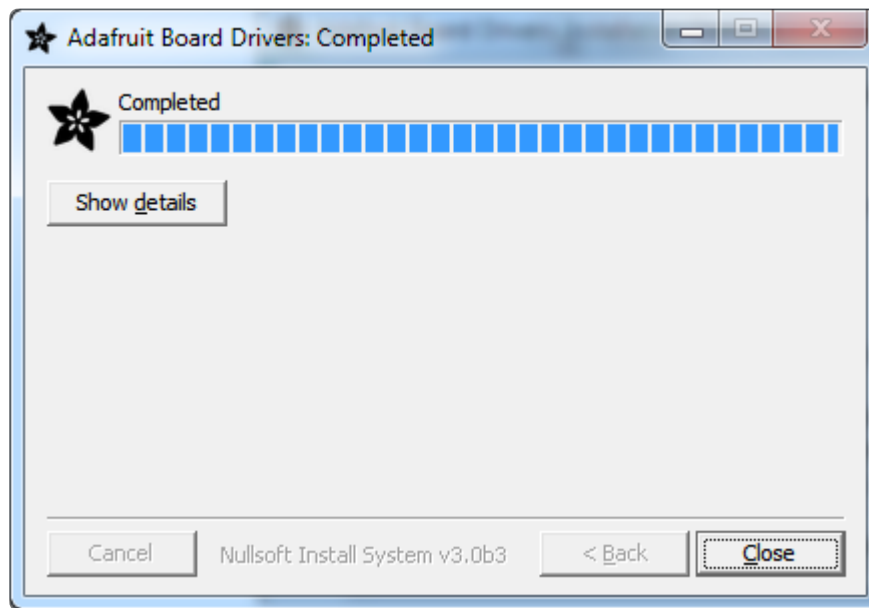 Adafruit Board Drivers: Completed
Completed
Show details
Cancel
Nullsoft Install System v3.0b3
< Back
Close